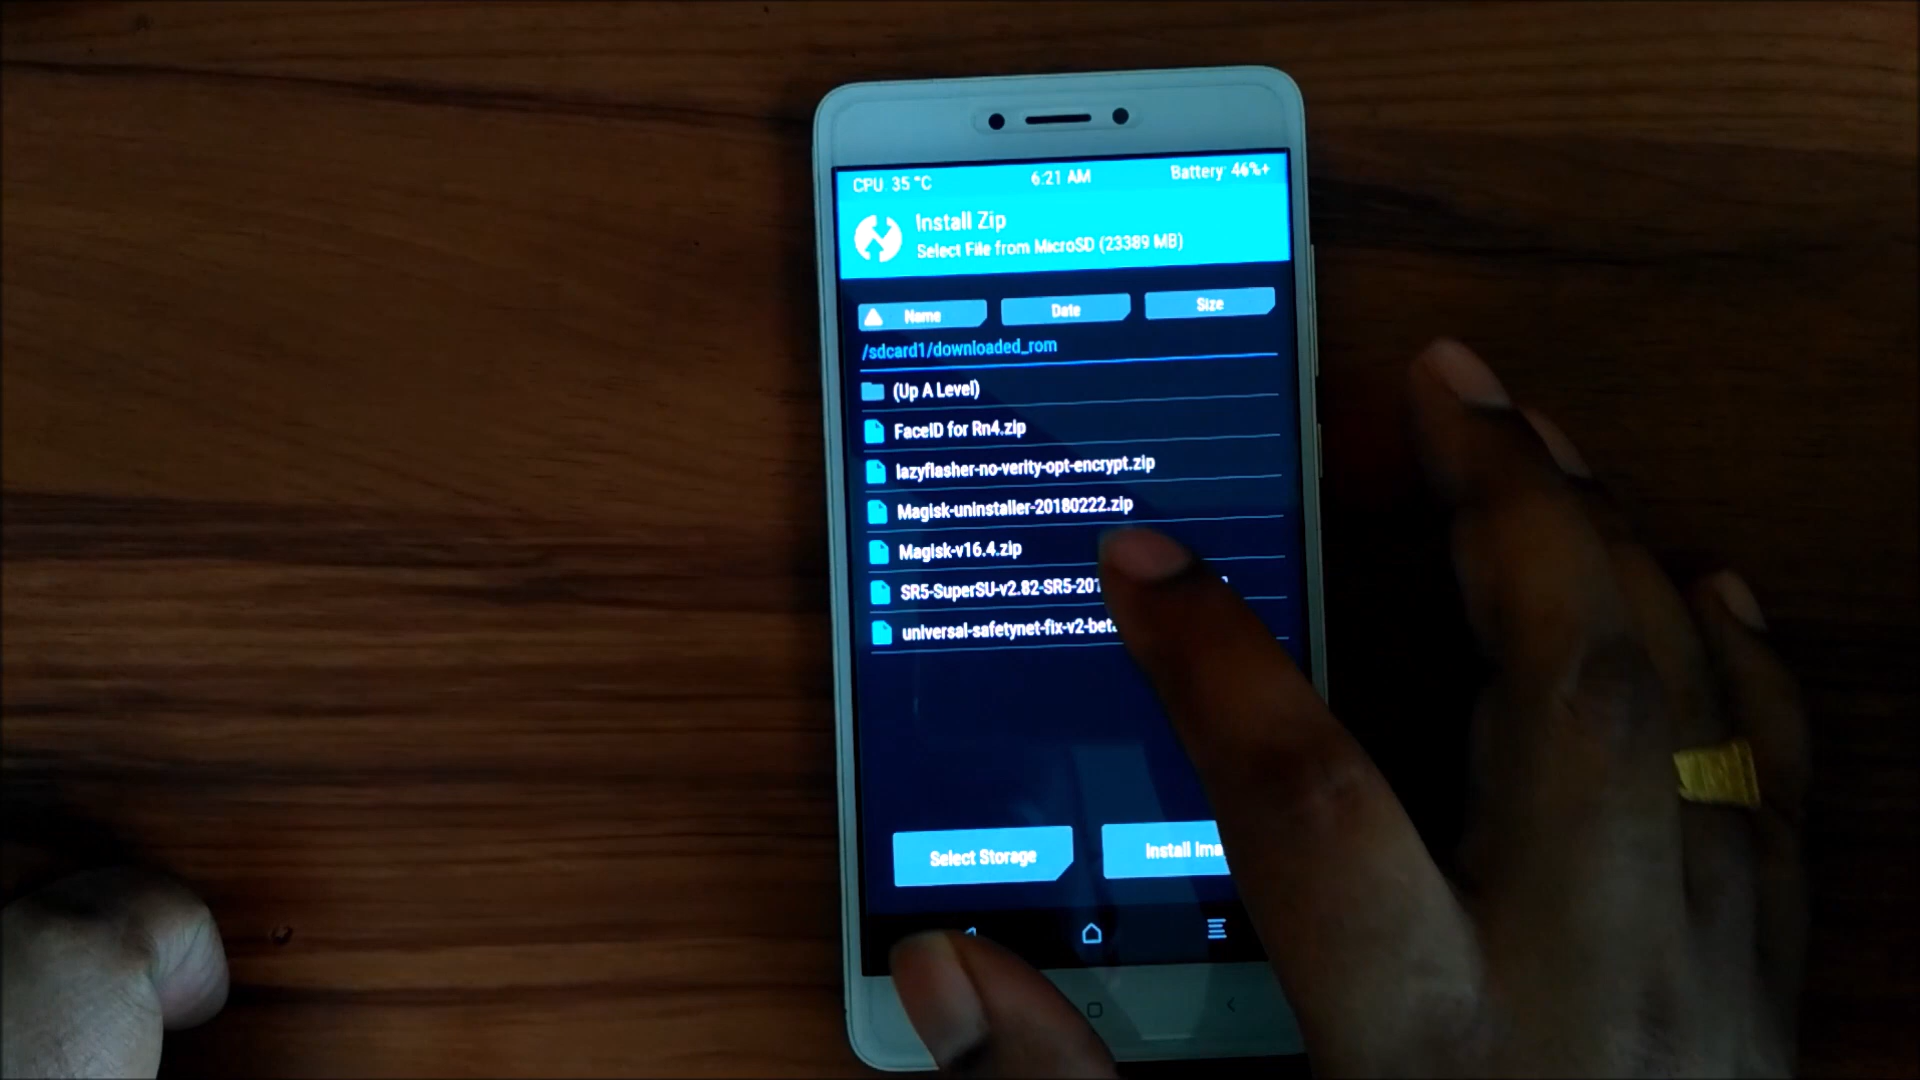 CPU: 35 °C 6:21 AM Battery: 46%+
Install Zip
Select File from MicroSD (23389 MB)
Name Date Size
/sdcard1/downloaded_rom
(Up A Level)
FaceID for Rn4.zip
lazyflasher-no-verity-opt-encrypt.zip
Magisk-uninstaller-20180222.zip
Magisk-v16.4.zip
SR5-SuperSU-v2.82-SR5-201
universal-safetynet-fix-v2-bet
Select Storage Install Ima